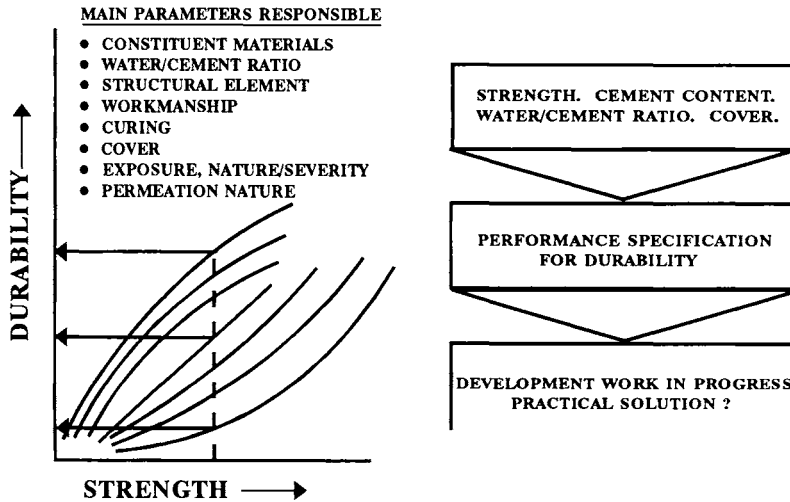 MAIN PARAMETERS RESPONSIBLE
● CONSTITUENT MATERIALS
● WATER/CEMENT RATIO
● STRUCTURAL ELEMENT
● WORKMANSHIP
● CURING
● COVER
● EXPOSURE, NATURE/SEVERITY
● PERMEATION NATURE
DURABILITY
STRENGTH
STRENGTH. CEMENT CONTENT.
WATER/CEMENT RATIO. COVER.
PERFORMANCE SPECIFICATION
FOR DURABILITY
DEVELOPMENT WORK IN PROGRESS
PRACTICAL SOLUTION ?